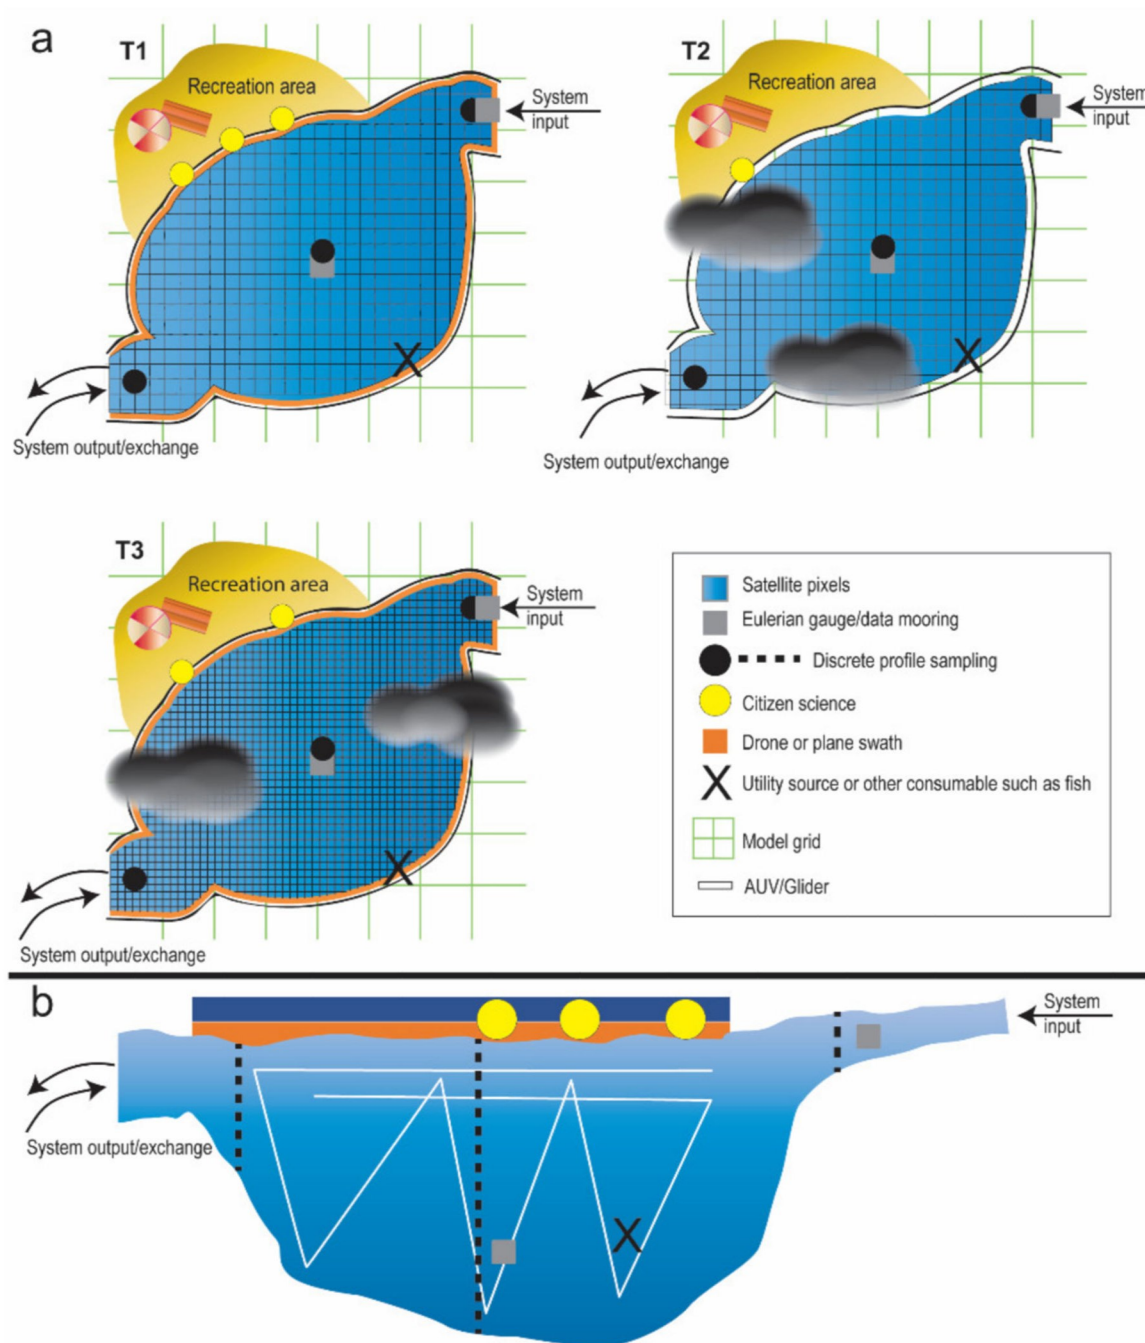 a
T1
Recreation area
System
input
System output/exchange
T2
Recreation area
System
input
System output/exchange
T3
Recreation area
System
input
System output/exchange
Satellite pixels
Eulerian gauge/data mooring
Discrete profile sampling
Citizen science
Drone or plane swath
X Utility source or other consumable such as fish
Model grid
AUV/Glider
X
X
X
b
System
input
System output/exchange
X